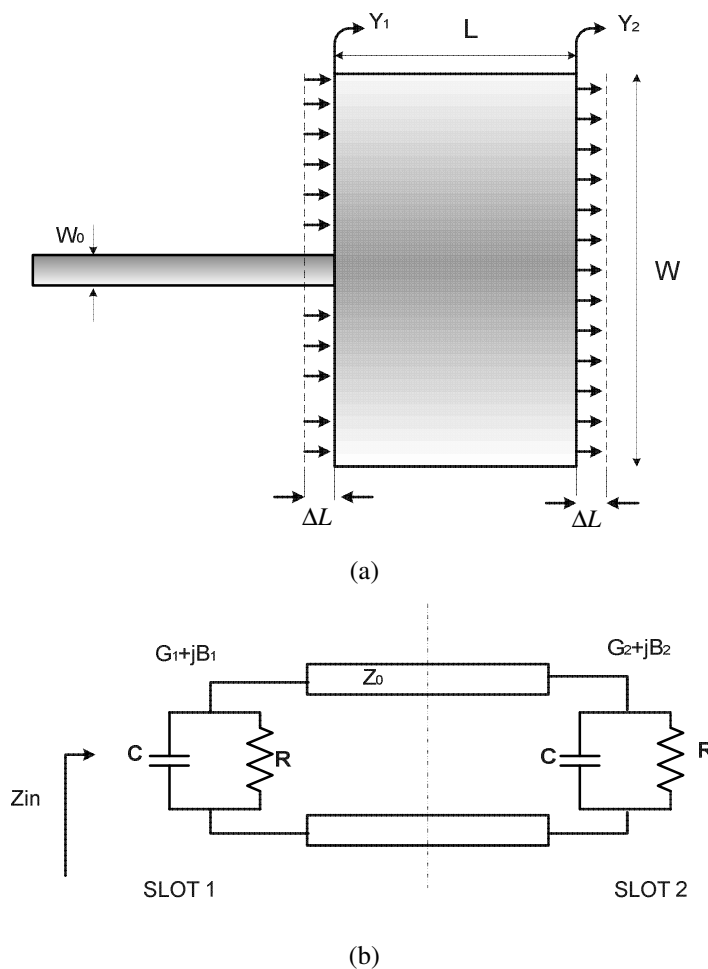 Y₁
L
Y₂
W₀
W
ΔL
ΔL
(a)
G₁+jB₁
G₂+jB₂
Z₀
C
R
C
R
Zin
SLOT 1
SLOT 2
(b)